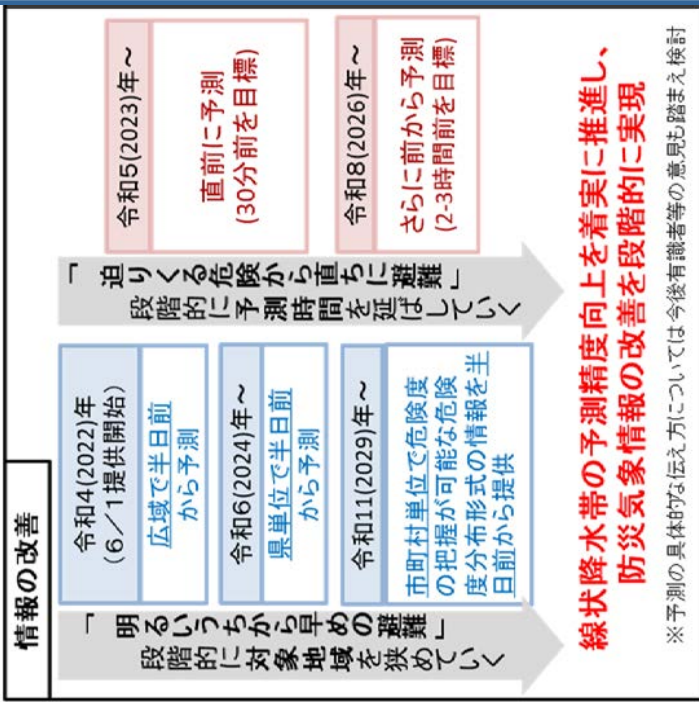 情報の改善
「明るいうちから早めの避難」
段階的に対象地域を狭めていく
令和4(2022)年
(6/1提供開始)
広域で半日前
から予測
令和6(2024)年~
県単位で半日前
から予測
令和11(2029)年~
市町村単位で危険度
の把握が可能な危険
度分布形式の情報を半
日前から提供
「迫りくる危険から直ちに避難」
段階的に予測時間を延ばしていく
令和5(2023)年~
直前に予測
(30分前を目標)
令和8(2026)年~
さらに前から予測
(2-3時間前を目標)
線状降水帯の予測精度向上を着実に推進し、
防災気象情報の改善を段階的に実現
※予測の具体的な伝え方については今後有識者等の意見も踏まえ検討